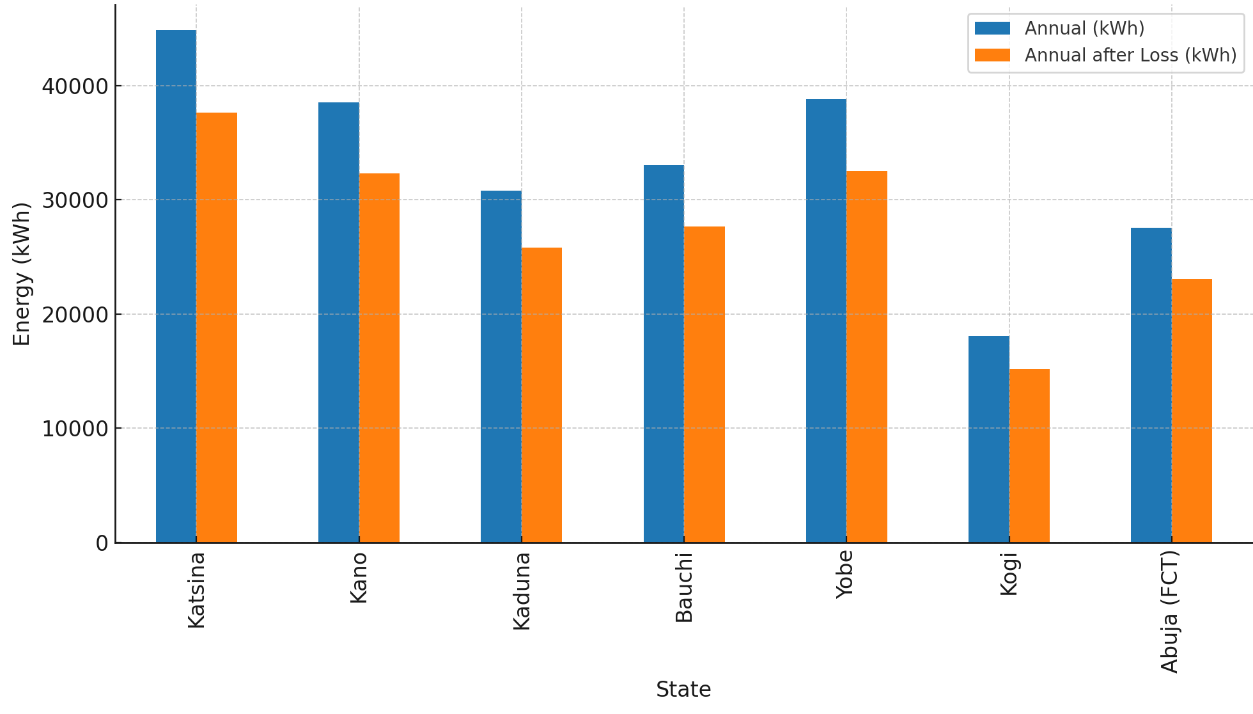 Annual (kWh)
Annual after Loss (kWh)
Energy (kWh)
40000
30000
20000
10000
0
Katsina
Kano
Kaduna
Bauchi
Yobe
Kogi
Abuja (FCT)
State